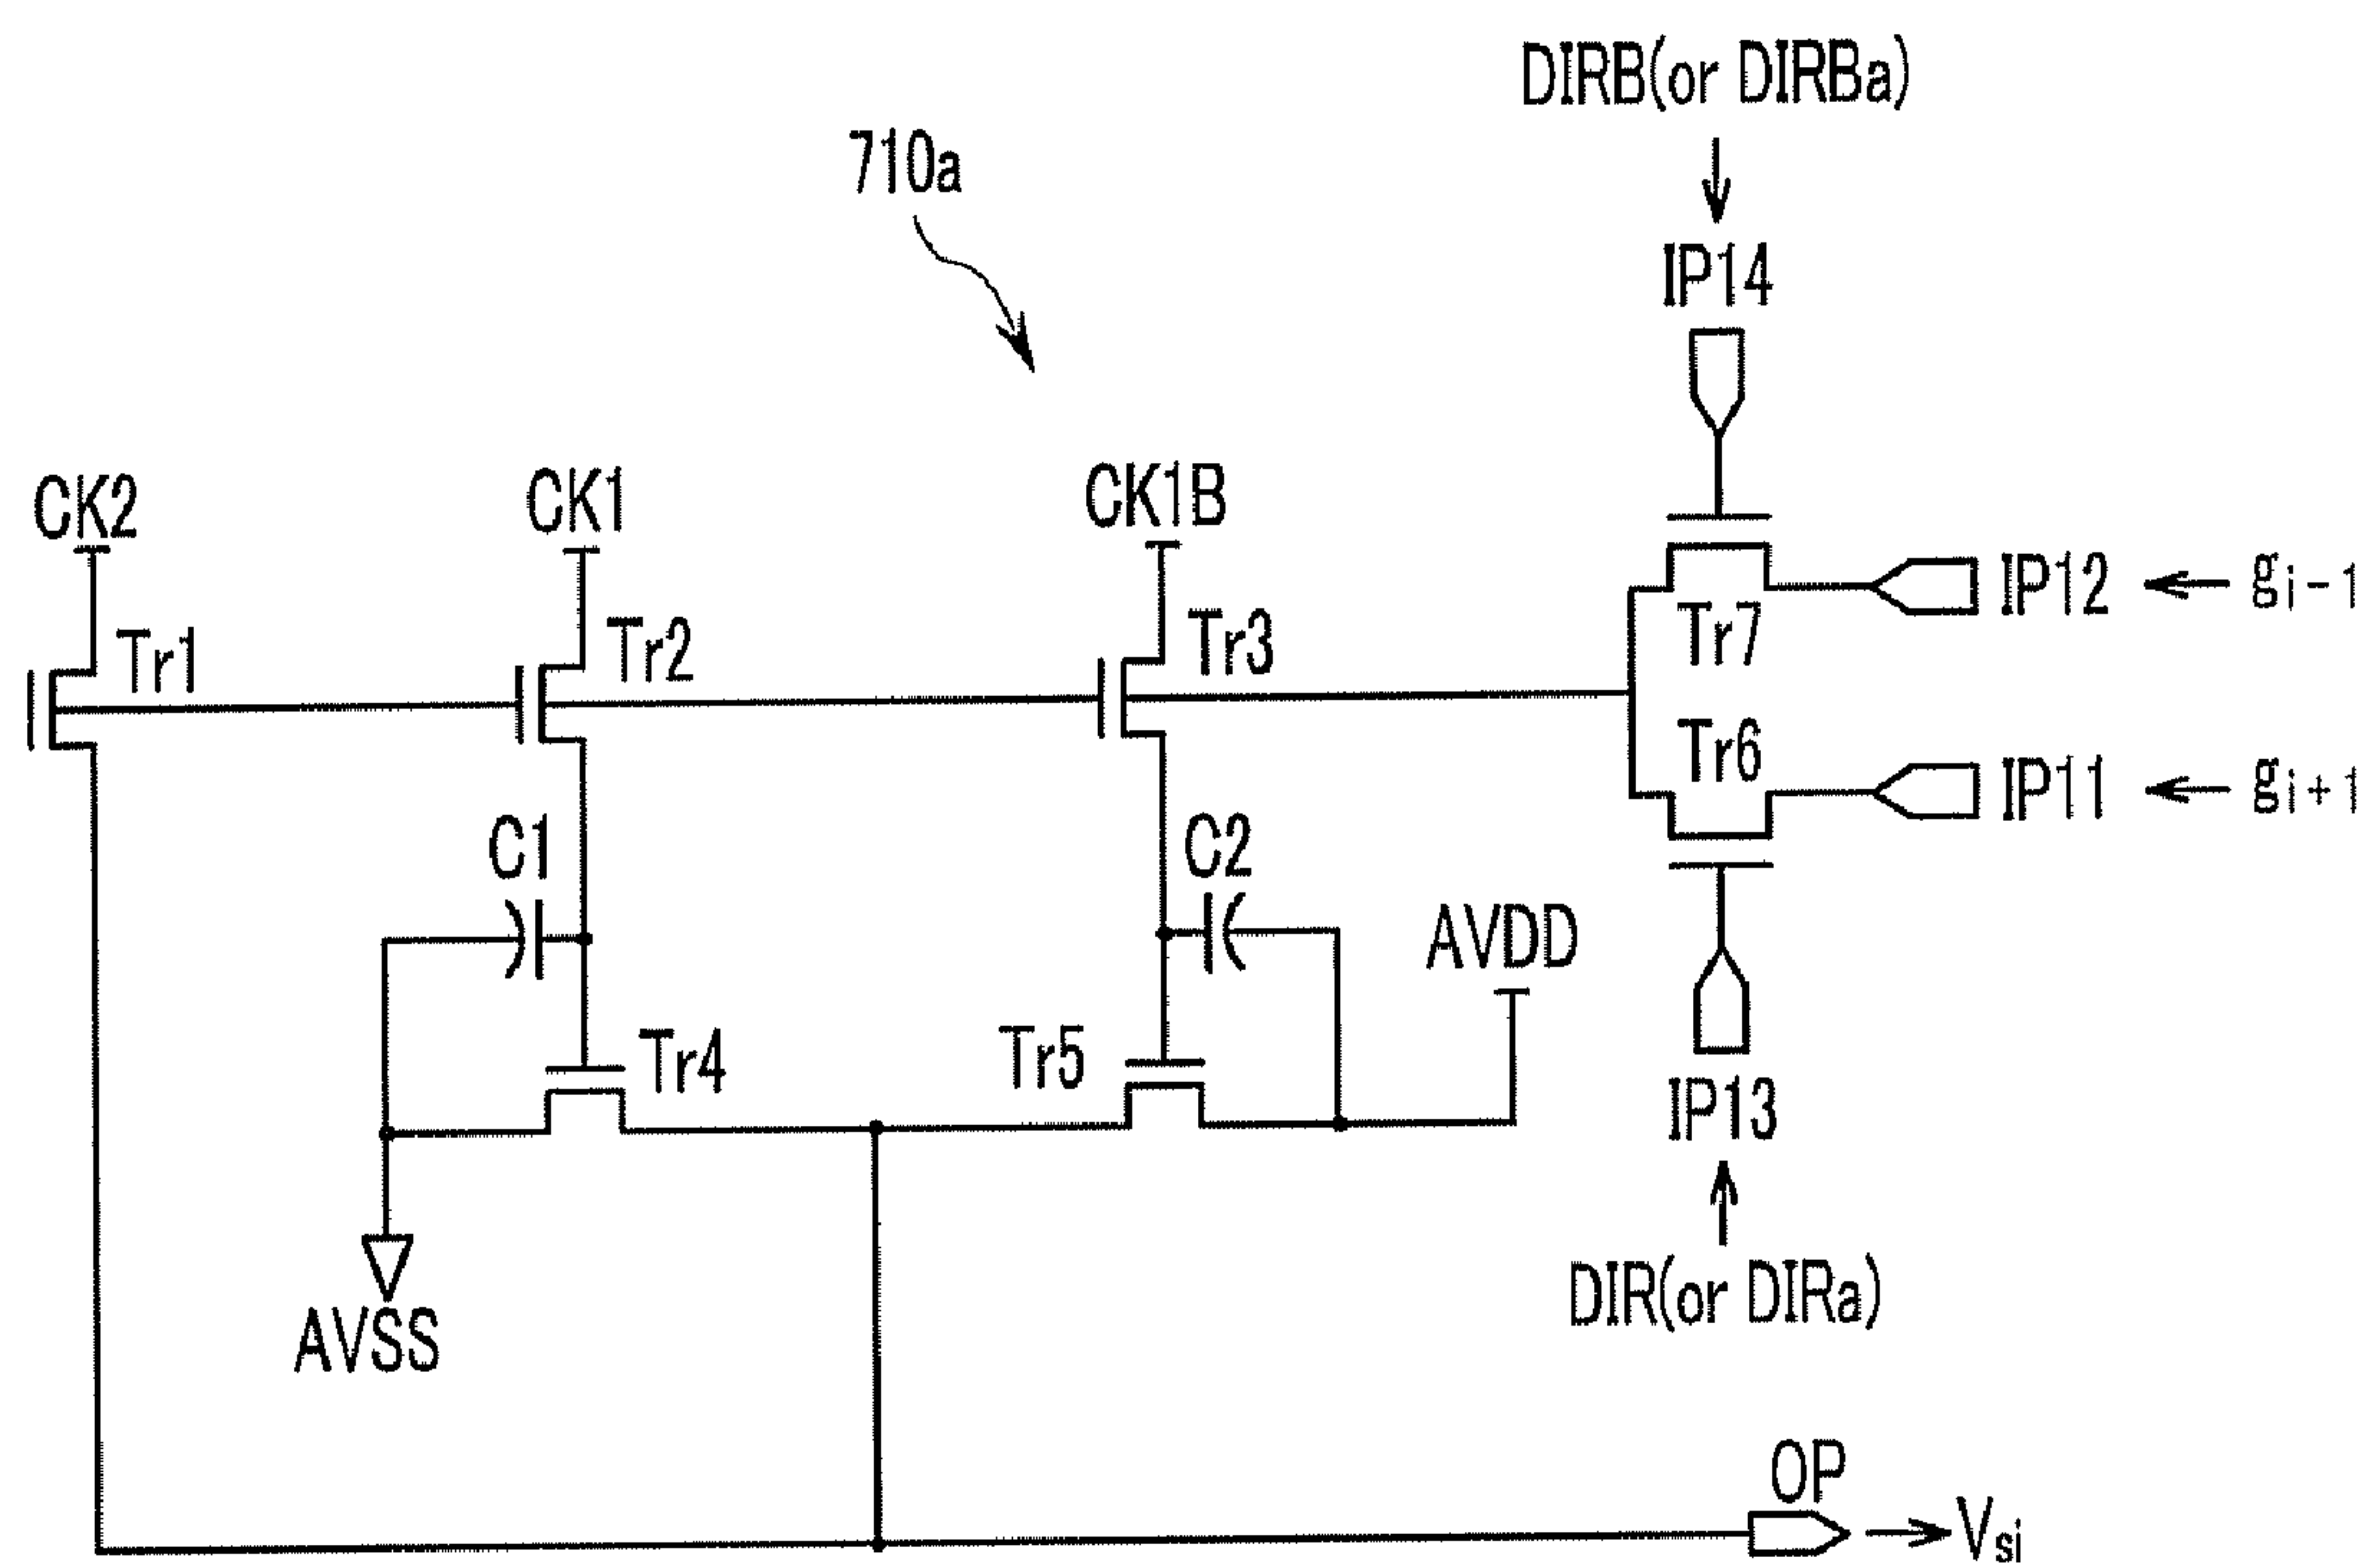 DIRB(or DIRBa)
710a
IP14
CK2
CK1
CK1B
IP12
gi-1
Tr1
Tr2
Tr3
Tr7
Tr6
IP11
gi+1
C1
C2
AVDD
Tr4
Tr5
IP13
DIR(or DIRa)
AVSS
OP
Vsi